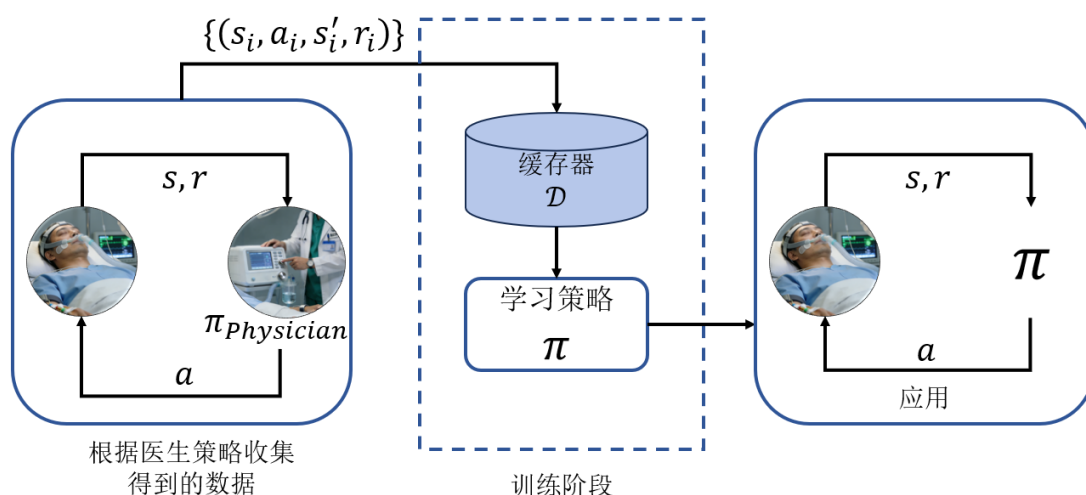 {(s_i, a_i, s_i′, r_i)}
s, r
π_Physician
a
根据医生策略收集
得到的数据
缓存器
𝒟
学习策略
π
训练阶段
s, r
π
a
应用